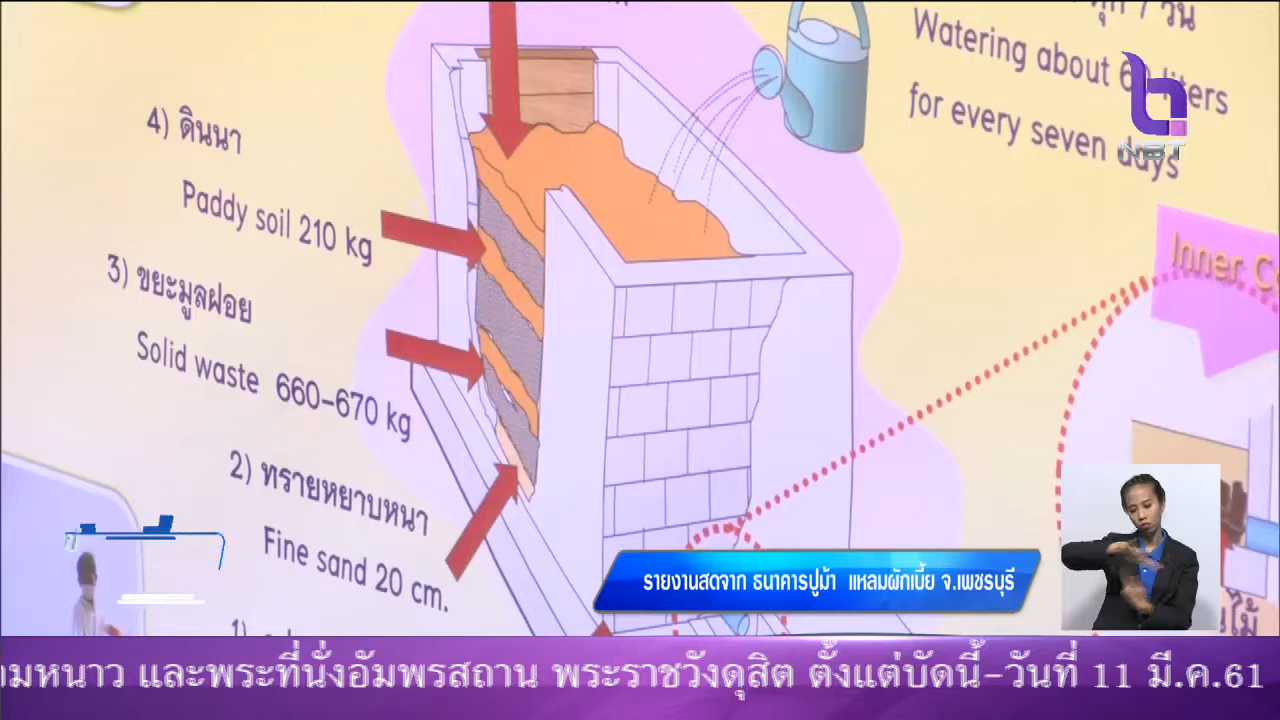 Watering about 6 liters
for every seven days
NBT
4) ดินนา
Paddy soil 210 kg
3) ขยะมูลฝอย
Solid waste 660-670 kg
2) ทรายหยาบหนา
Fine sand 20 cm.
Inner
รายงานสดจาก ธนาคารปูม้า แหลมผักเบี้ย จ.เพชรบุรี
และพระที่นั่งอัมพรสถาน พระราชวังดุสิต ตั้งแต่บัดนี้-วันที่ 11 มี.ค.61